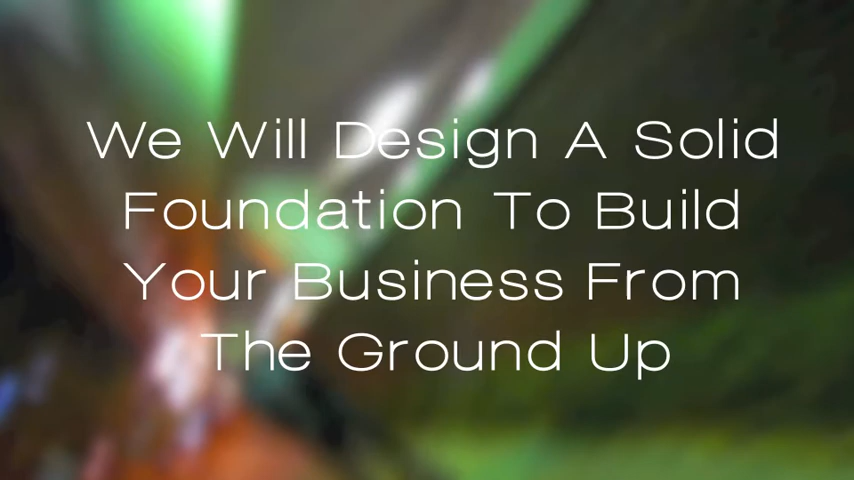 We Will Design A Solid
Foundation To Build
Your Business From
The Ground Up